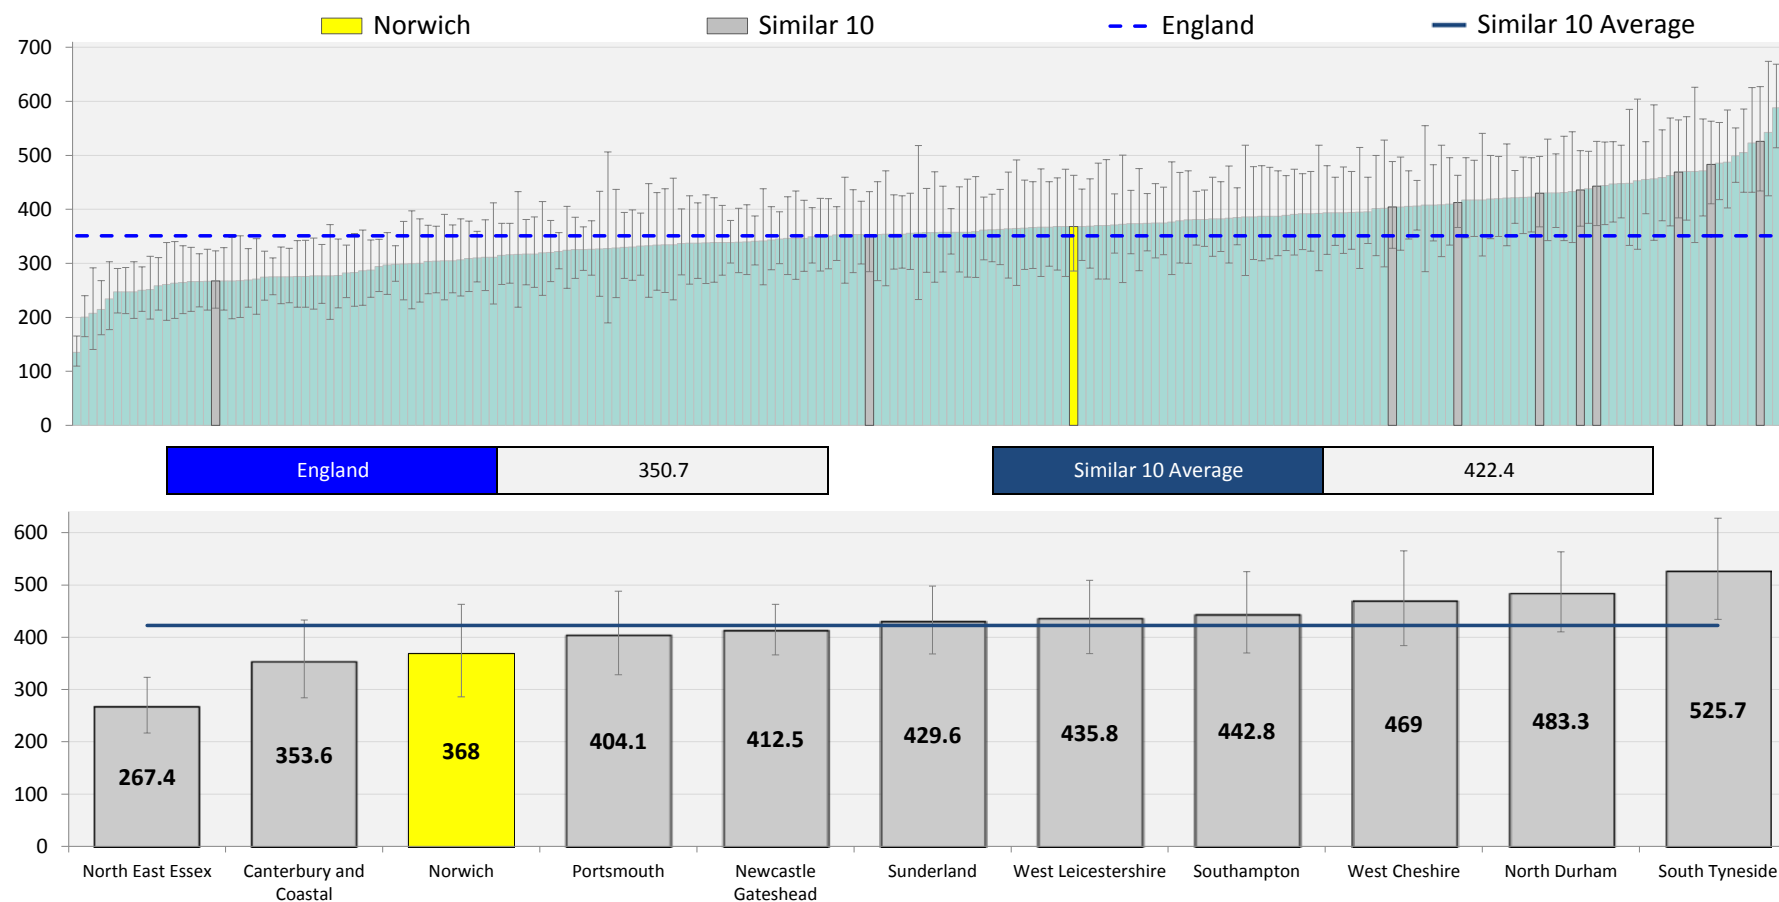 Norwich
Similar 10
England
Similar 10 Average
700
600
500
400
300
200
100
0
England
350.7
Similar 10 Average
422.4
600
500
400
300
200
100
0
267.4
353.6
368
404.1
412.5
429.6
435.8
442.8
469
483.3
525.7
North East Essex
Canterbury and
Coastal
Norwich
Portsmouth
Newcastle
Gateshead
Sunderland
West Leicestershire
Southampton
West Cheshire
North Durham
South Tyneside